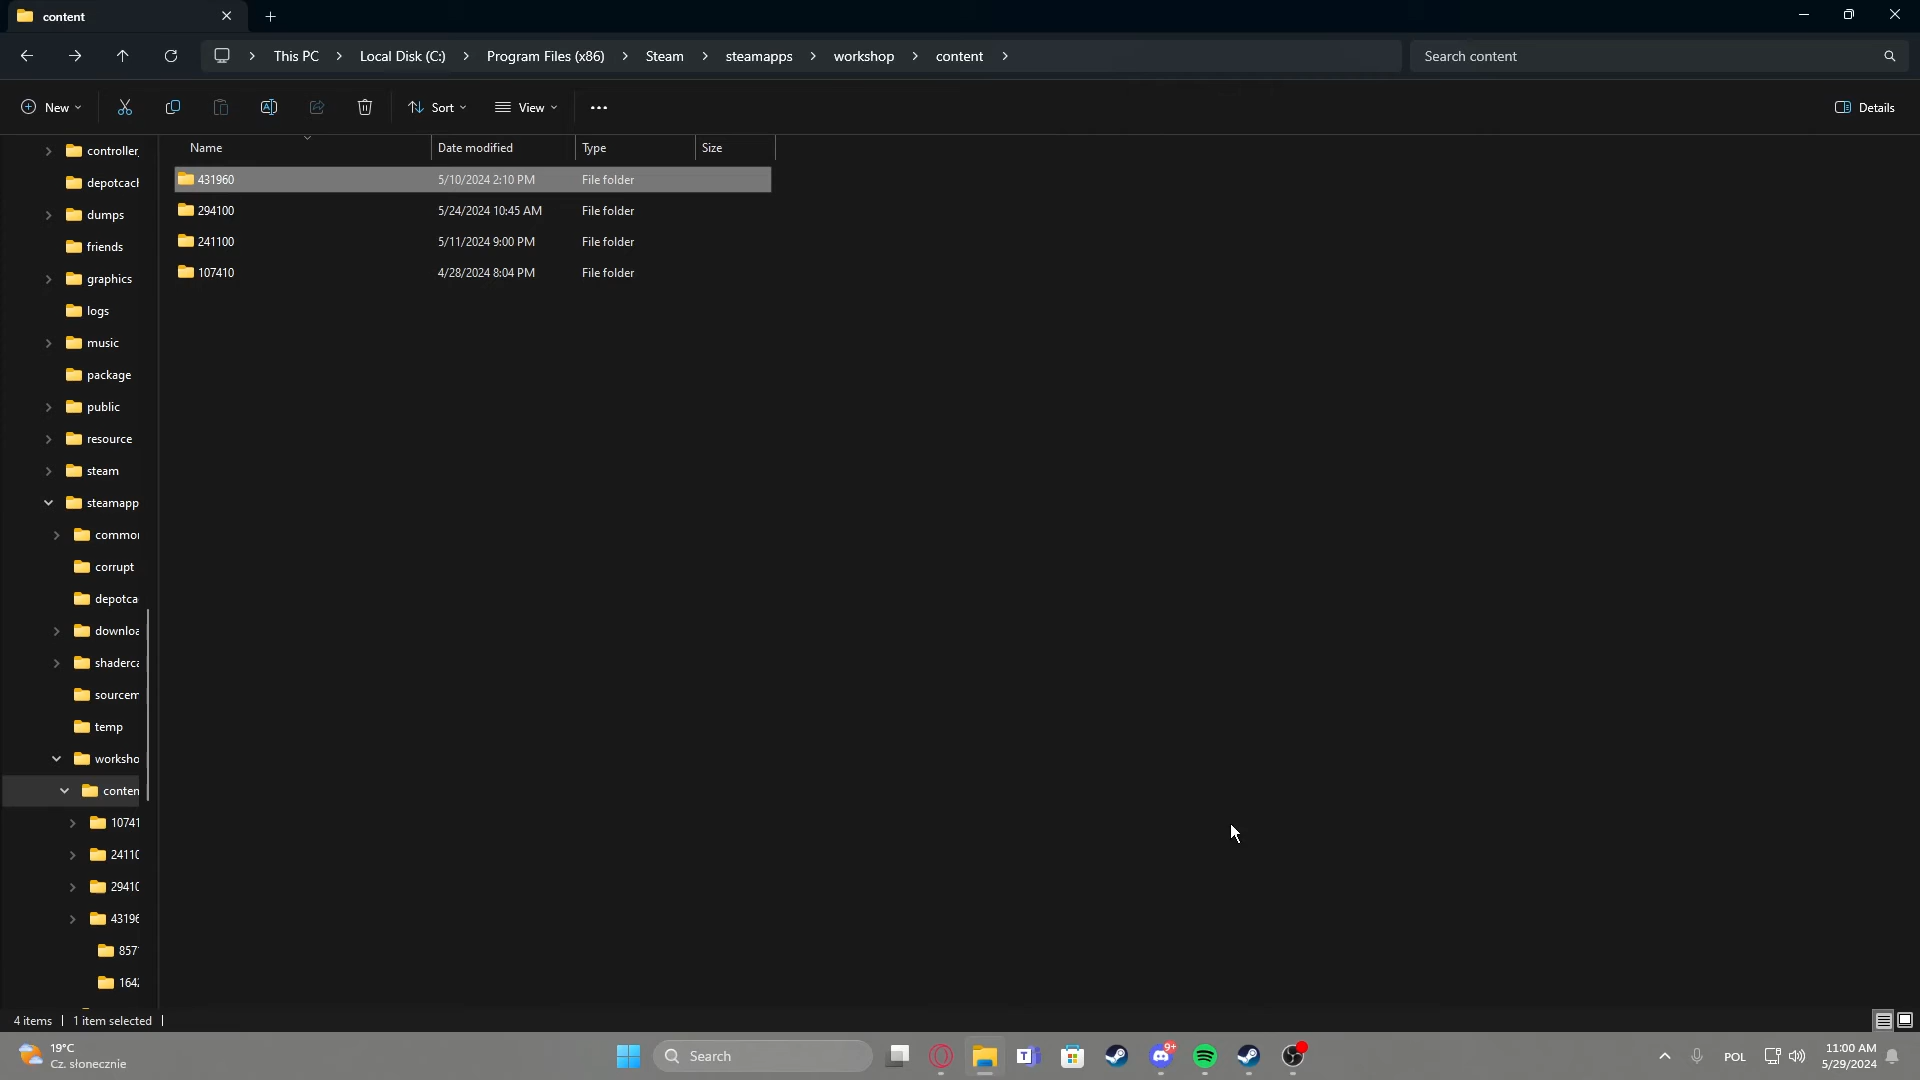 content
This PC > Local Disk (C:) > Program Files (x86) > Steam > steamapps > workshop > content >
Search content
New
Sort
View
Details
Name Date modified Type Size
431960 5/10/2024 2:10 PM File folder
294100 5/24/2024 10:45 AM File folder
241100 5/11/2024 9:00 PM File folder
107410 4/28/2024 8:04 PM File folder
controller
depotcach
dumps
friends
graphics
logs
music
package
public
resource
steam
steamapp
commo
corrupt
depotca
downloa
shaderca
sourcem
temp
worksho
conten
10741
24110
29410
43196
857
164
4 items | 1 item selected |
19°C
Cz. słonecznie
Search
9+
POL
11:00 AM
5/29/2024